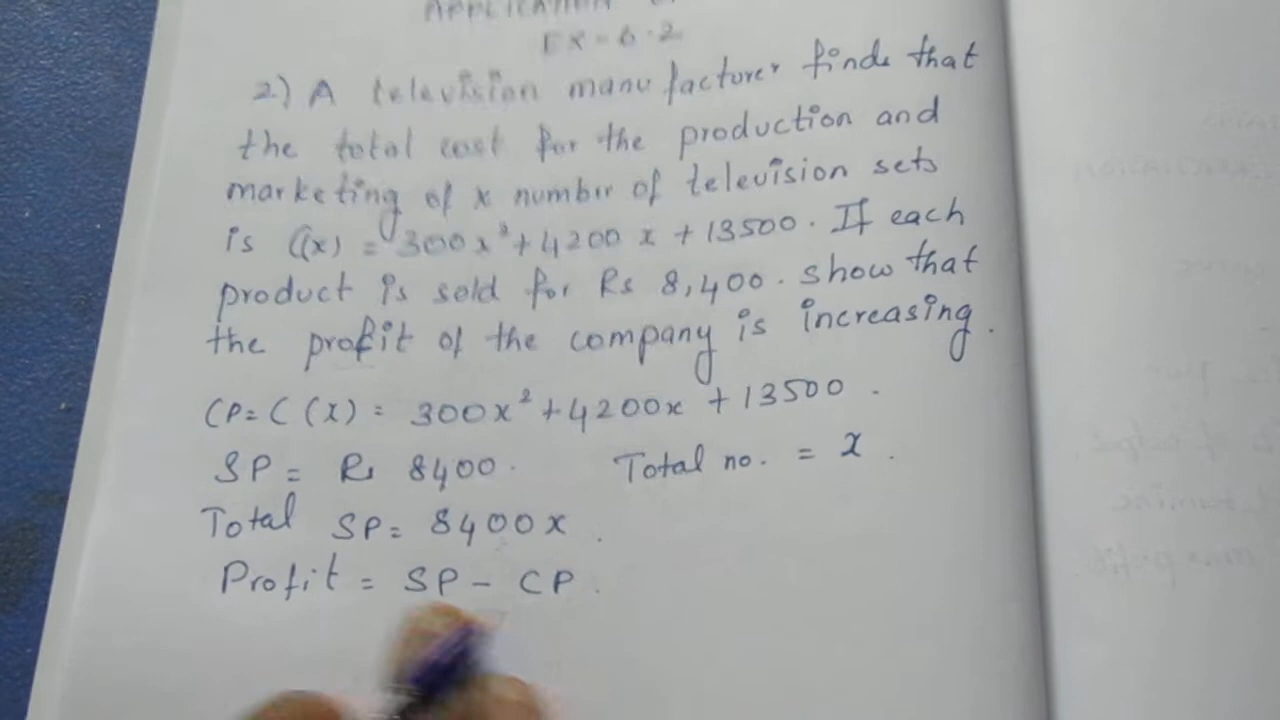 APPLICATION
EX-6.2
2) A television manufacturer finds that
the total cost for the production and
marketing of x number of television sets
is C(x) = 300x²+4200x+13500. If each
product is sold for Rs 8,400. show that
the profit of the company is increasing.
CP = C(x) = 300x²+4200x+13500.
SP = Rs 8400. Total no. = x.
Total SP = 8400x.
Profit = SP - CP.